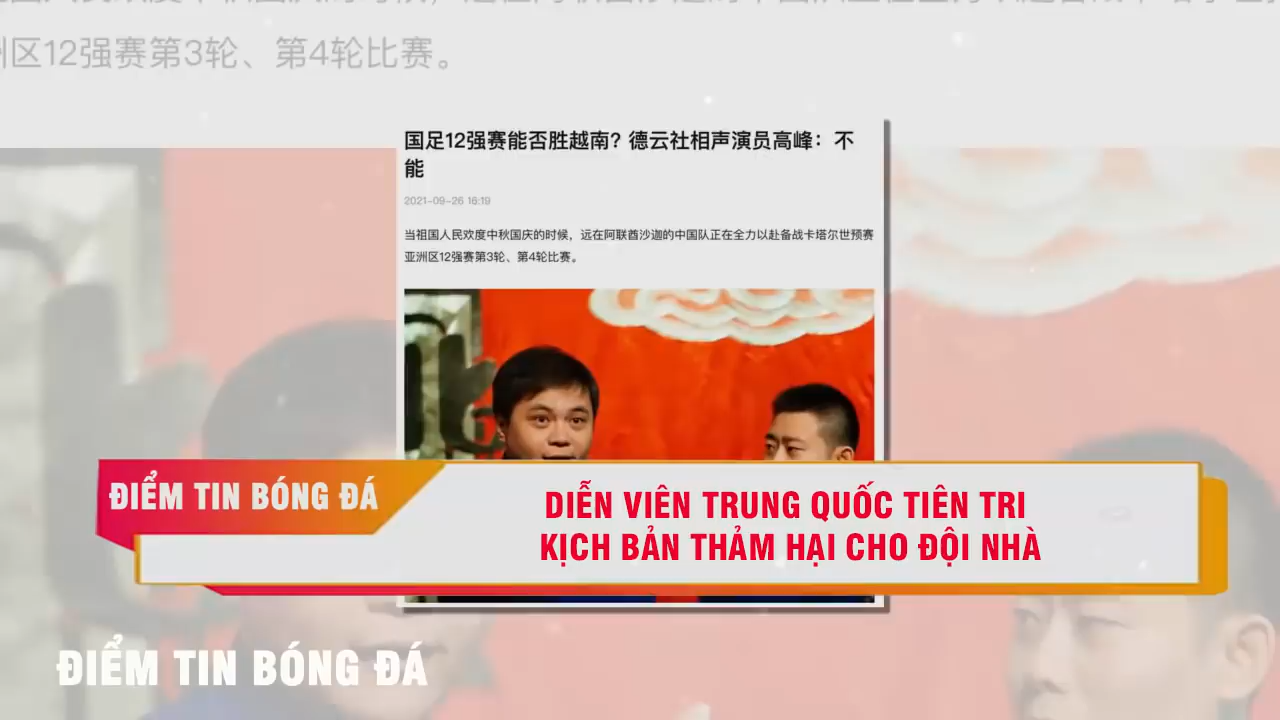 洲区12强赛第3轮、第4轮比赛。
国足12强赛能否胜越南?德云社相声演员高峰:不
能
2021-09-26 16:19
当祖国人民欢度中秋国庆的时候,远在阿联酋沙迦的中国队正在全力以赴备战卡塔尔世预赛
亚洲区12强赛第3轮、第4轮比赛。
ĐIỂM TIN BÓNG ĐÁ
DIỄN VIÊN TRUNG QUỐC TIÊN TRI
KỊCH BẢN THẢM HẠI CHO ĐỘI NHÀ
ĐIỂM TIN BÓNG ĐÁ